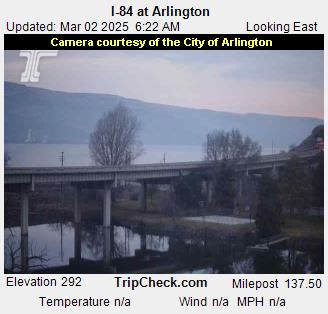 I-84 at Arlington
Updated: Mar 02 2025 6:22 AM Looking East
Camera courtesy of the City of Arlington
Elevation 292 TripCheck.com Milepost 137.50
Temperature n/a Wind n/a MPH n/a